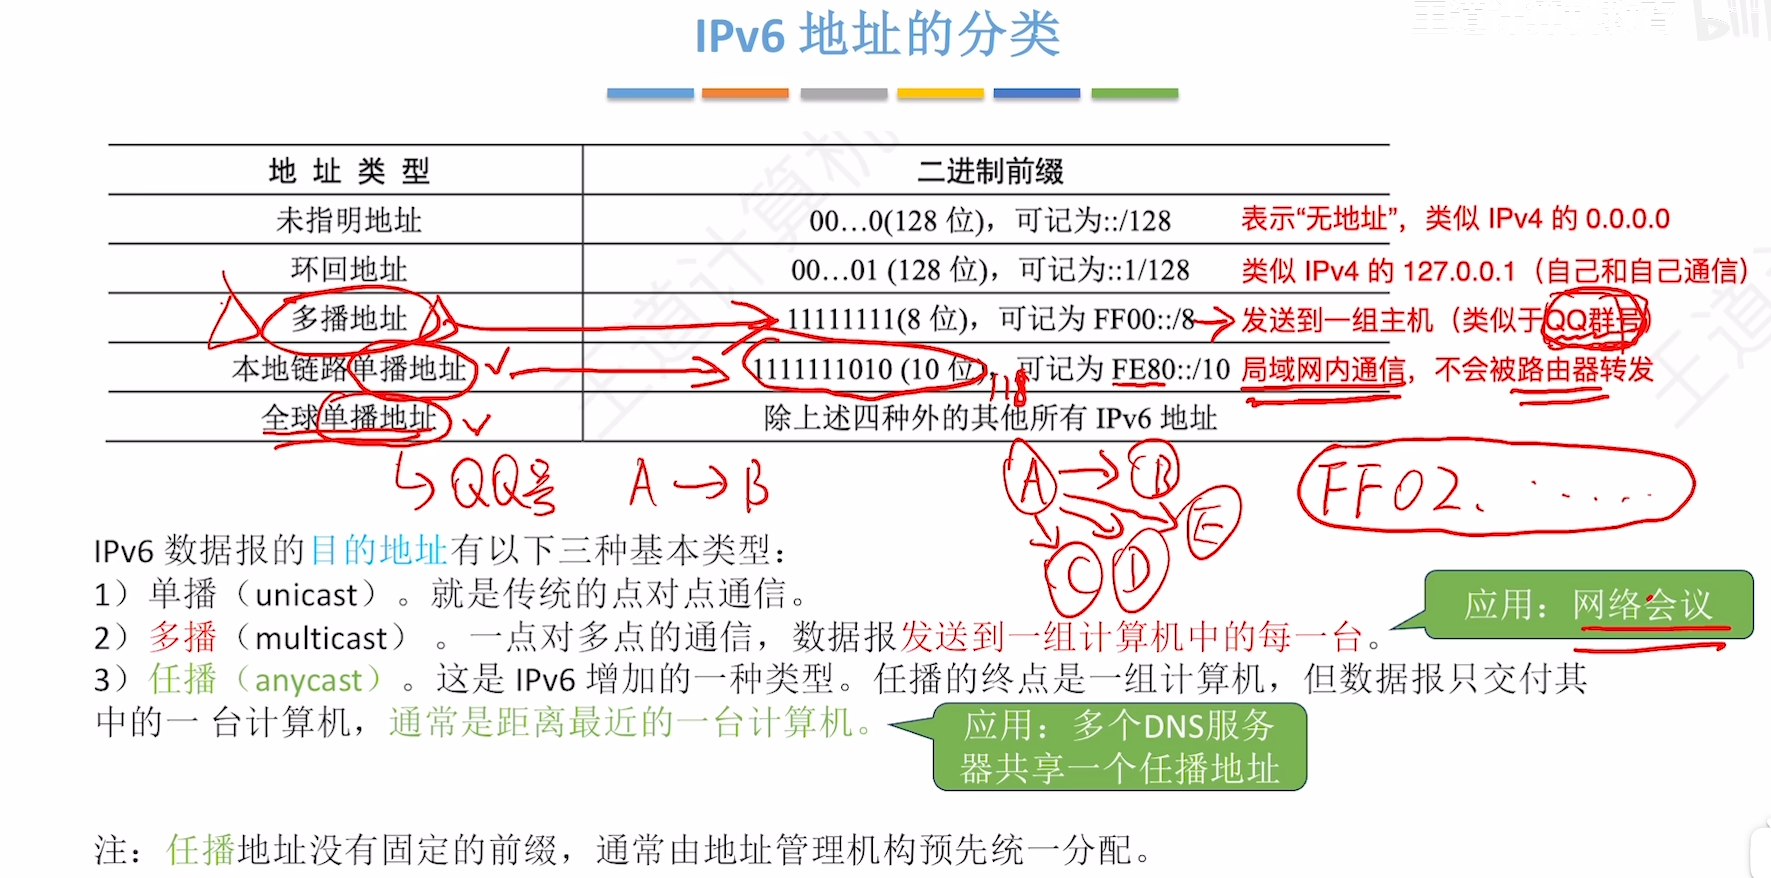 IPv6 地址的分类
地 址 类 型 二进制前缀
未指明地址 00…0(128 位)，可记为::/128 表示“无地址”，类似 IPv4 的 0.0.0.0
环回地址 00…01 (128 位)，可记为::1/128 类似 IPv4 的 127.0.0.1（自己和自己通信）
多播地址 11111111(8 位)，可记为 FF00::/8 发送到一组主机（类似于QQ群号）
本地链路单播地址 1111111010 (10 位)，可记为 FE80::/10 局域网内通信，不会被路由器转发
118
全球单播地址 除上述四种外的其他所有 IPv6 地址
QQ号 A → B A B C D E FF02.
IPv6 数据报的目的地址有以下三种基本类型：
1）单播（unicast）。就是传统的点对点通信。
应用：网络会议
2）多播（multicast） 。一点对多点的通信，数据报发送到一组计算机中的每一台。
3）任播（anycast）。这是 IPv6 增加的一种类型。任播的终点是一组计算机，但数据报只交付其
中的一 台计算机，通常是距离最近的一台计算机。
应用：多个DNS服务
器共享一个任播地址
注：任播地址没有固定的前缀，通常由地址管理机构预先统一分配。